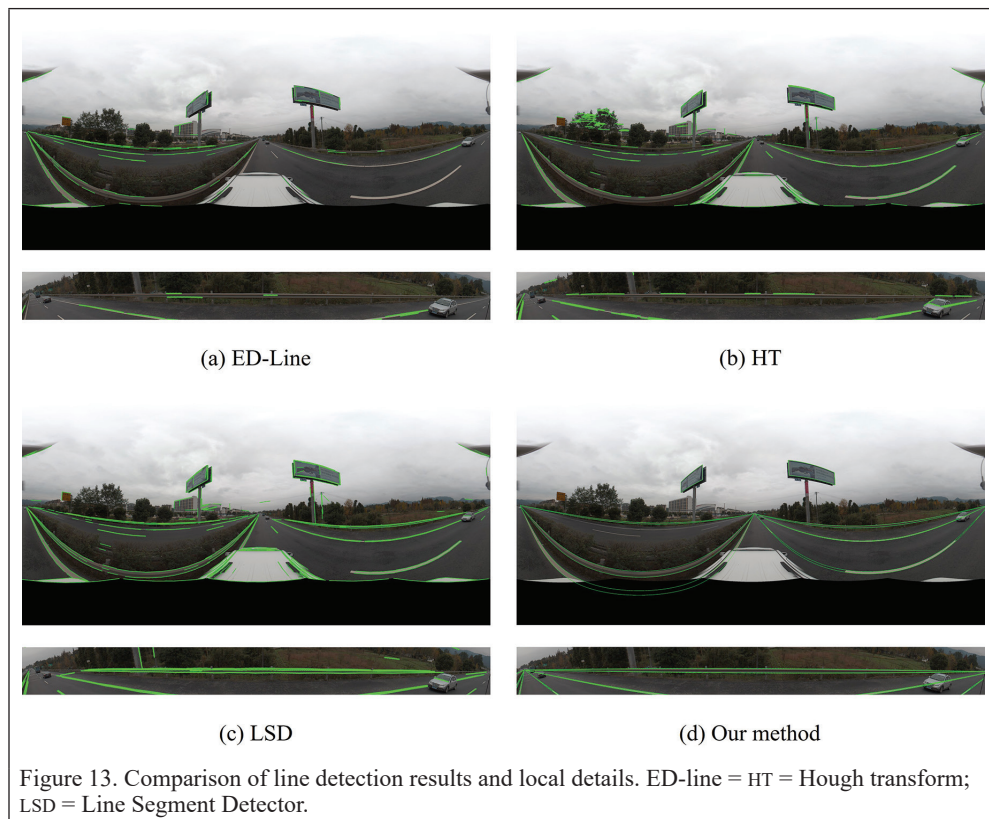 (a) ED-Line
(b) HT
(c) LSD
(d) Our method
Figure 13. Comparison of line detection results and local details. ED-line = HT = Hough transform;
LSD = Line Segment Detector.